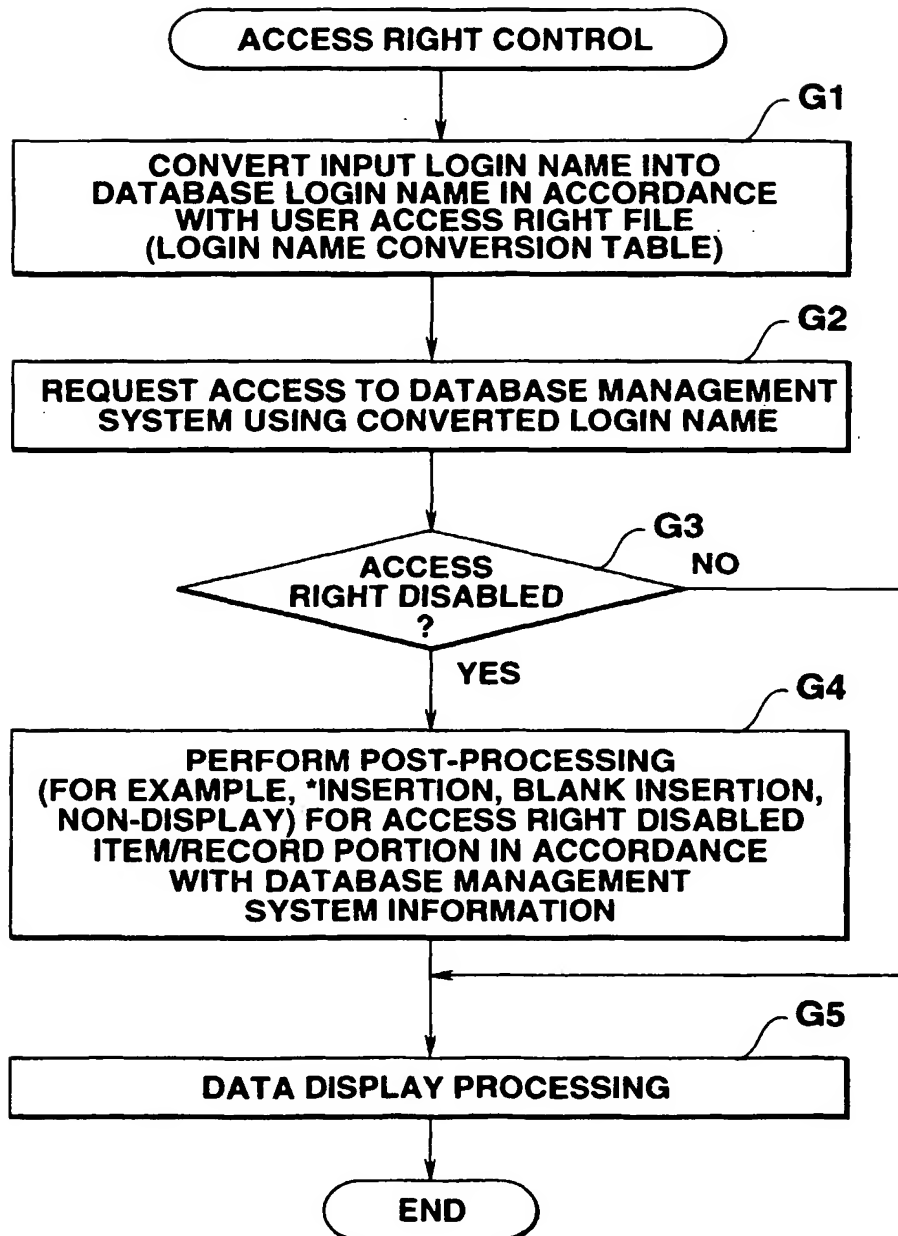 ACCESS RIGHT CONTROL
G1
CONVERT INPUT LOGIN NAME INTO
DATABASE LOGIN NAME IN ACCORDANCE
WITH USER ACCESS RIGHT FILE
(LOGIN NAME CONVERSION TABLE)
G2
REQUEST ACCESS TO DATABASE MANAGEMENT
SYSTEM USING CONVERTED LOGIN NAME
G3
ACCESS
RIGHT DISABLED
?
NO
YES
G4
PERFORM POST-PROCESSING
(FOR EXAMPLE, *INSERTION, BLANK INSERTION,
NON-DISPLAY) FOR ACCESS RIGHT DISABLED
ITEM/RECORD PORTION IN ACCORDANCE
WITH DATABASE MANAGEMENT
SYSTEM INFORMATION
G5
DATA DISPLAY PROCESSING
END